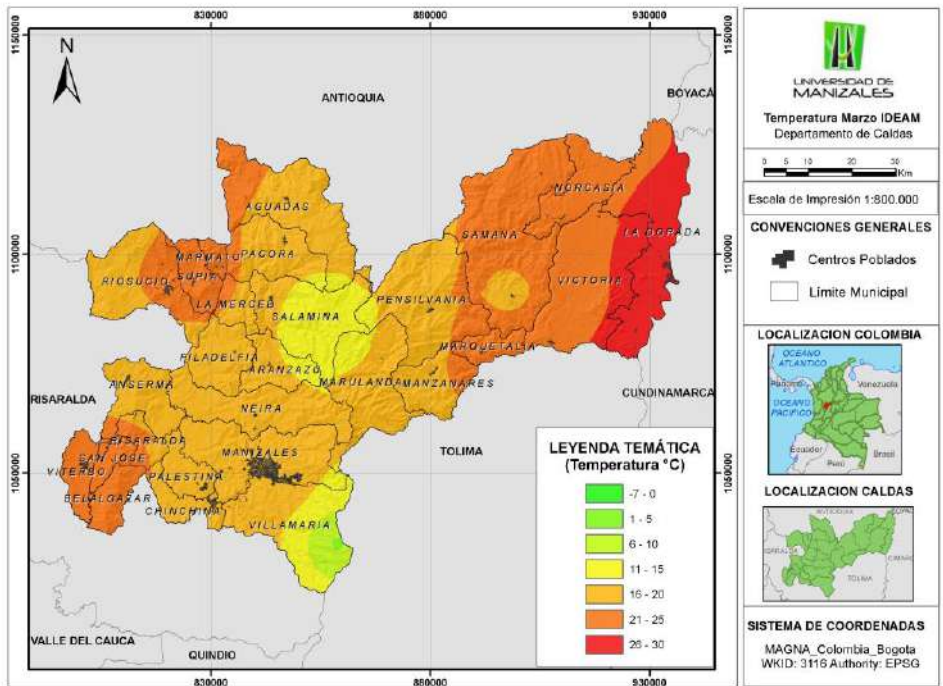 830000
880000
930000
1150000
1100000
1050000
1150000
1100000
1050000
N
ANTIOQUIA
BOYACÁ
NORCASIA
AGUADAS
SAMANA
LA DORADA
MARMATO
PACORA
RIOSUCIO
SUPIA
VICTORIA
LA MERCED
PENSILVANIA
SALAMINA
FILADELFIA
MARQUETALIA
ARANZAZU
ANSERMA
MARULANDA
MANZANARES
CUNDINAMARCA
RISARALDA
NEIRA
RISARALDA
MANIZALES
TOLIMA
SAN JOSE
VITERBO
PALESTINA
BELALCAZAR
CHINCHINA
VILLAMARIA
VALLE DEL CAUCA
QUINDIO
830000
880000
930000
LEYENDA TEMÁTICA
(Temperatura °C)
-7 - 0
1 - 5
6 - 10
11 - 15
16 - 20
21 - 25
26 - 30
UNIVERSIDAD DE
MANIZALES
Temperatura Marzo IDEAM
Departamento de Caldas
0 5 10 20 30
Km
Escala de Impresión 1:800.000
CONVENCIONES GENERALES
Centros Poblados
Límite Municipal
LOCALIZACION COLOMBIA
OCEANO
ATLANTICO
Panamá
Venezuela
OCEANO
PACIFICO
Ecuador
Brasil
Perú
LOCALIZACION CALDAS
ANTIOQUIA
TOLIMA
SISTEMA DE COORDENADAS
MAGNA_Colombia_Bogota
WKID: 3116 Authority: EPSG